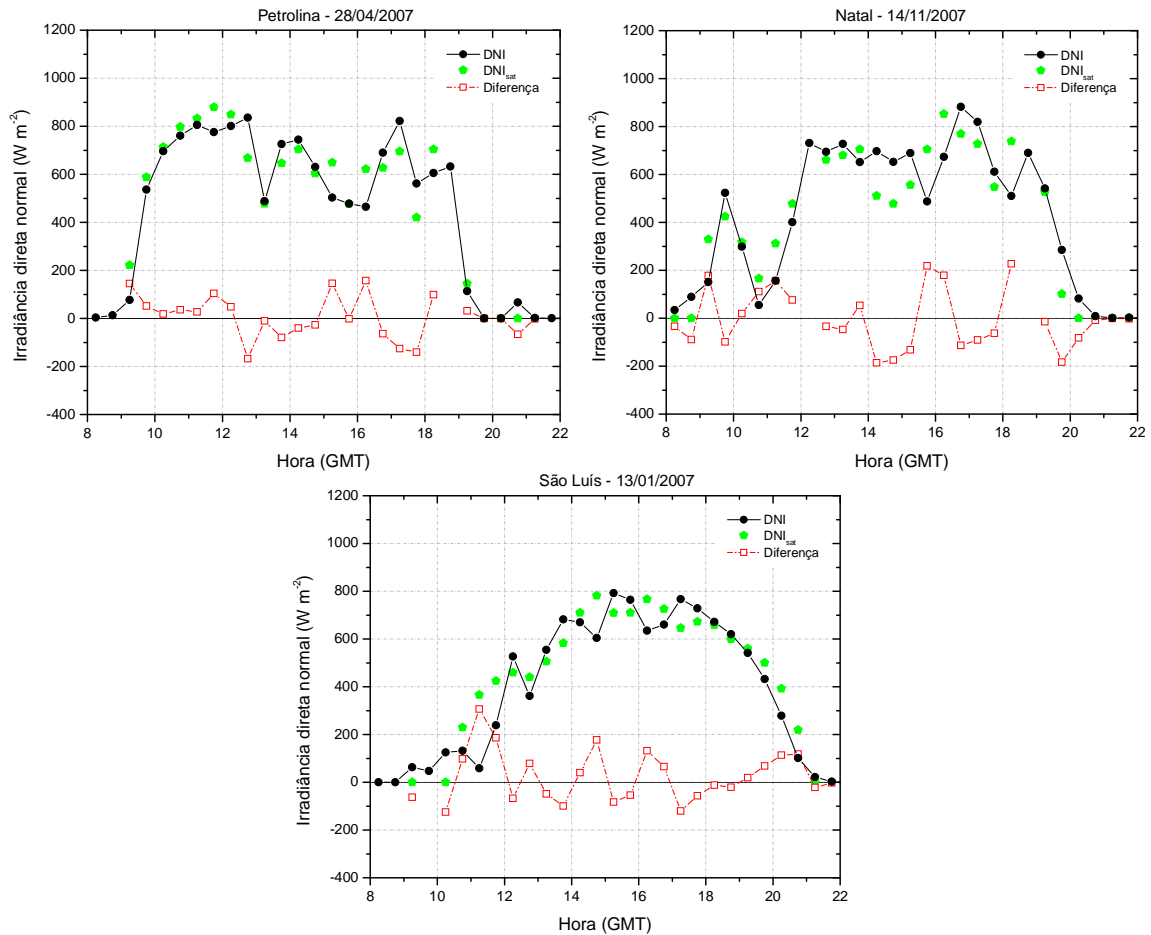 Petrolina - 28/04/2007
1200
1000
800
600
400
200
0
-200
-400
8 10 12 14 16 18 20 22
Irradiância direta normal (W m-2)
Hora (GMT)
DNI
DNIsat
Diferença
Natal - 14/11/2007
1200
1000
800
600
400
200
0
-200
-400
8 10 12 14 16 18 20 22
Irradiância direta normal (W m-2)
Hora (GMT)
DNI
DNIsat
Diferença
São Luís - 13/01/2007
1200
1000
800
600
400
200
0
-200
-400
8 10 12 14 16 18 20 22
Irradiância direta normal (W m-2)
Hora (GMT)
DNI
DNIsat
Diferença